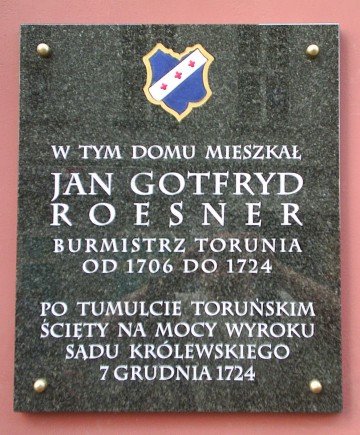 W TYM DOMU MIESZKAŁ
JAN GOTFRYD
ROESNER
BURMISTRZ TORUNIA
OD 1706 DO 1724
PO TUMULCIE TORUŃSKIM
ŚCIĘTY NA MOCY WYROKU
SĄDU KRÓLEWSKIEGO
7 GRUDNIA 1724